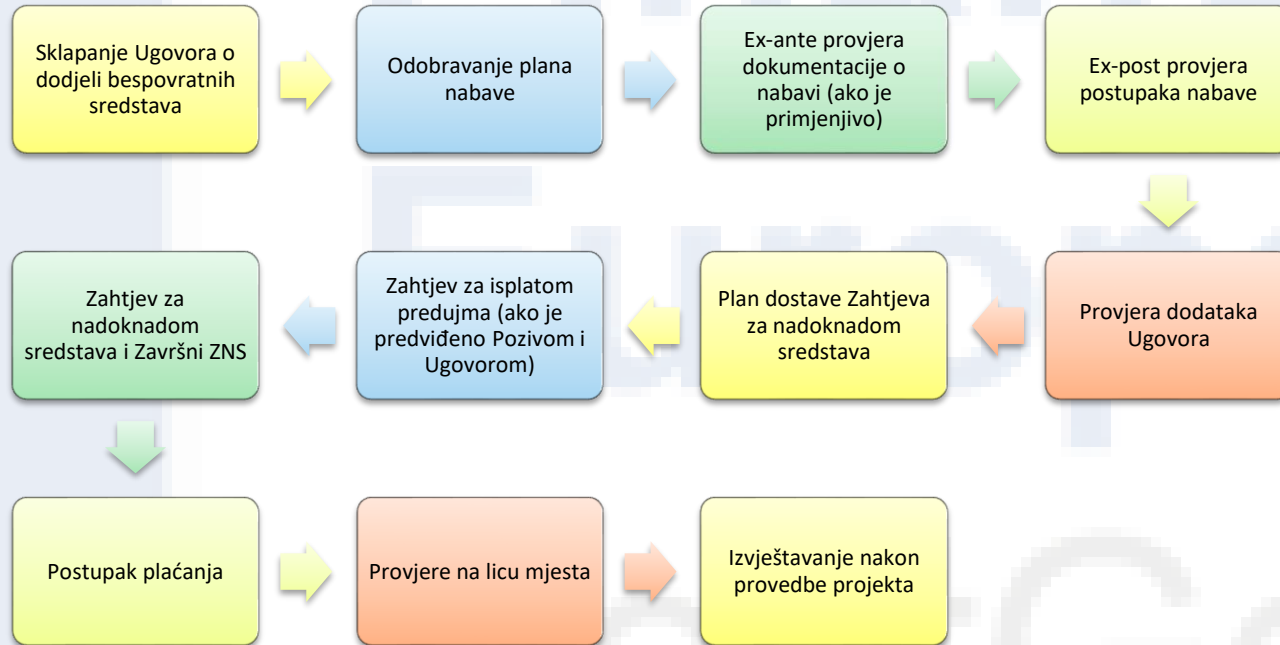 Sklapanje Ugovora o
dodjeli bespovratnih
sredstava
Odobravanje plana
nabave
Ex-ante provjera
dokumentacije o
nabavi (ako je
primjenjivo)
Ex-post provjera
postupaka nabave
Provjera dodataka
Ugovora
Plan dostave Zahtjeva
za nadoknadom
sredstava
Zahtjev za isplatom
predujma (ako je
predviđeno Pozivom i
Ugovorom)
Zahtjev za
nadoknadom
sredstava i Završni ZNS
Postupak plaćanja
Provjere na licu mjesta
Izvještavanje nakon
provedbe projekta